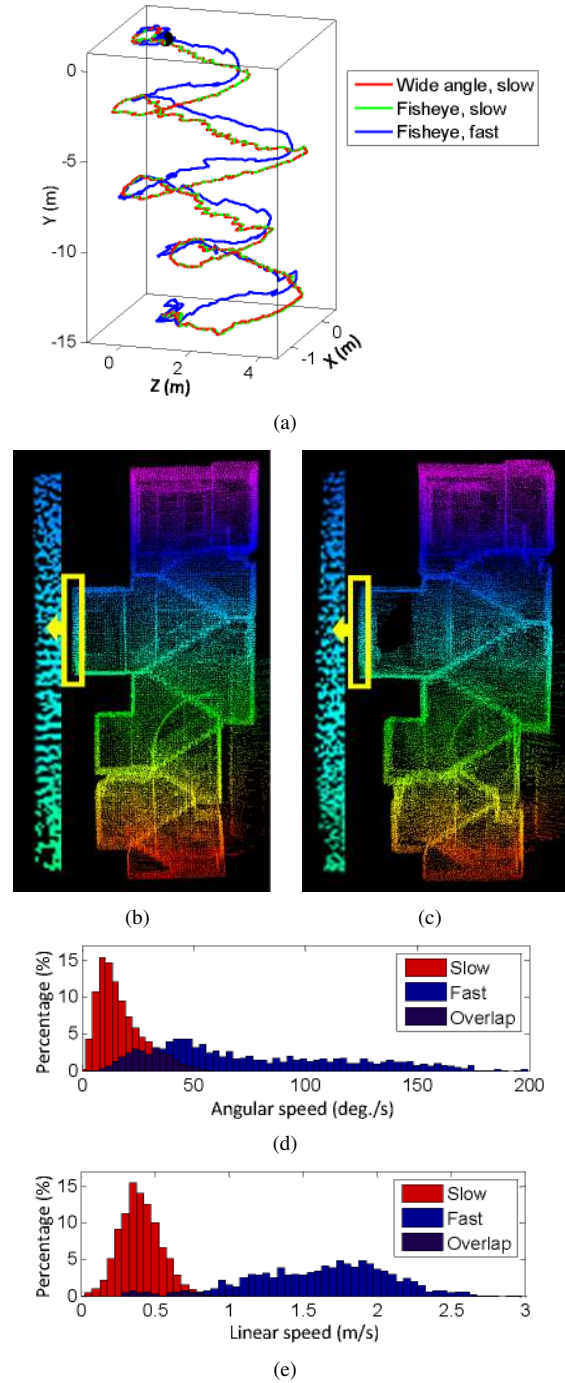 0
-5
-10
-15
Y (m)
0
2
4
Z (m)
-1
0
X (m)
Wide angle, slow
Fisheye, slow
Fisheye, fast
(a)
(b)
(c)
Percentage (%)
15
10
5
0
0
50
100
150
200
Angular speed (deg./s)
Slow
Fast
Overlap
(d)
Percentage (%)
15
10
5
0
0
0.5
1
1.5
2
2.5
3
Linear speed (m/s)
Slow
Fast
Overlap
(e)